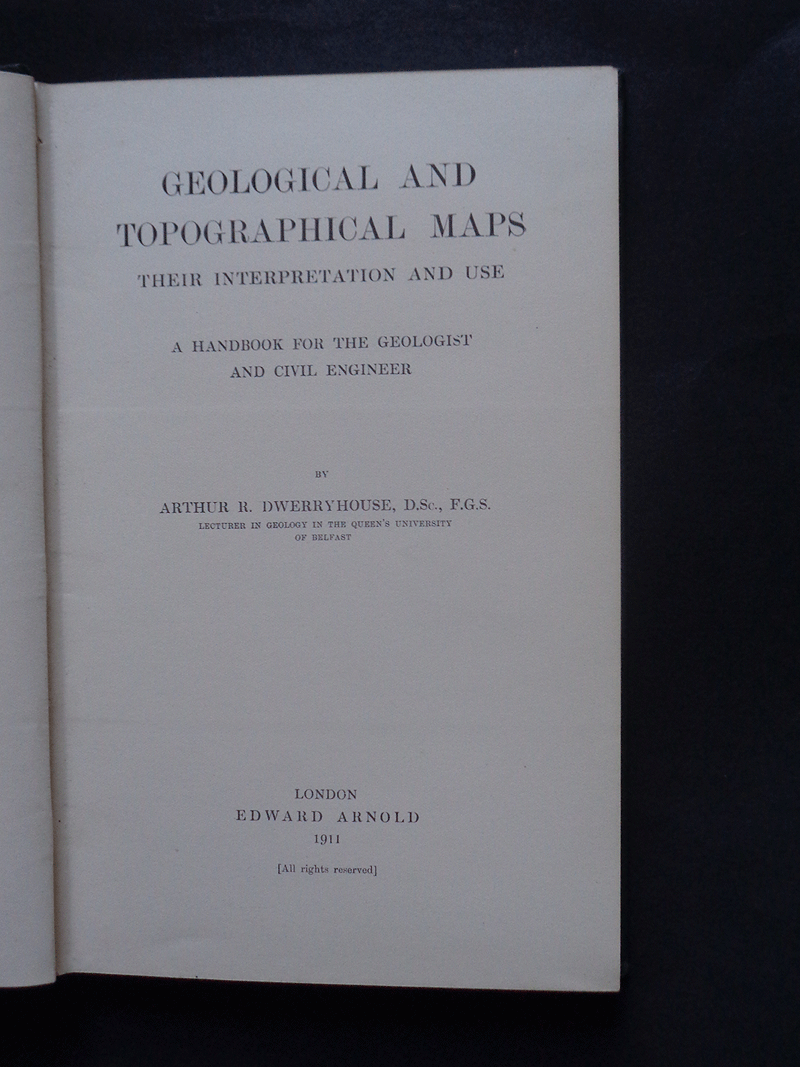 GEOLOGICAL AND
TOPOGRAPHICAL MAPS
THEIR INTERPRETATION AND USE
A HANDBOOK FOR THE GEOLOGIST
AND CIVIL ENGINEER
BY
ARTHUR R. DWERRYHOUSE, D.Sc., F.G.S.
LECTURER IN GEOLOGY IN THE QUEEN'S UNIVERSITY
OF BELFAST
LONDON
EDWARD ARNOLD
1911
[All rights reserved]